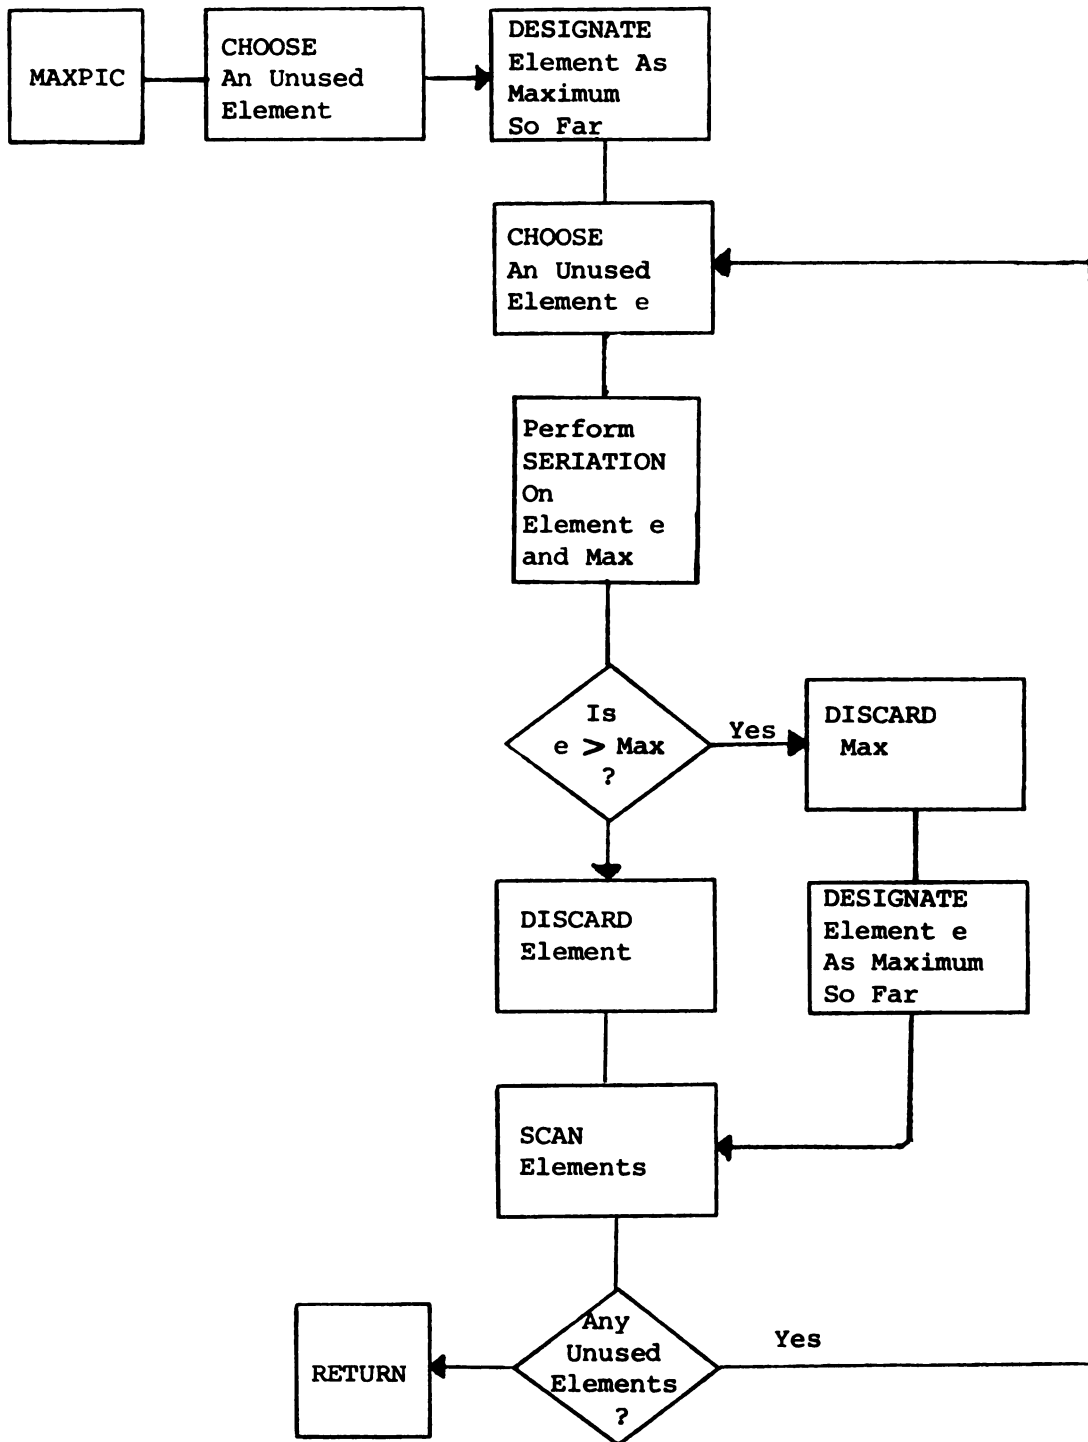 MAXPIC
CHOOSE
An Unused
Element
DESIGNATE
Element As
Maximum
So Far
CHOOSE
An Unused
Element e
Perform
SERIATION
On
Element e
and Max
Is
e > Max
?
Yes
DISCARD
Max
DISCARD
Element
DESIGNATE
Element e
As Maximum
So Far
SCAN
Elements
Any
Unused
Elements
?
Yes
RETURN